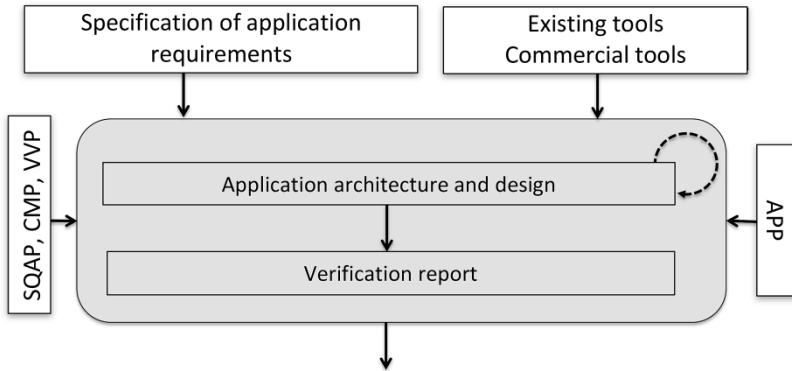 Specification of application
requirements
Existing tools
Commercial tools
SQAP, CMP, VVP
Application architecture and design
APP
Verification report